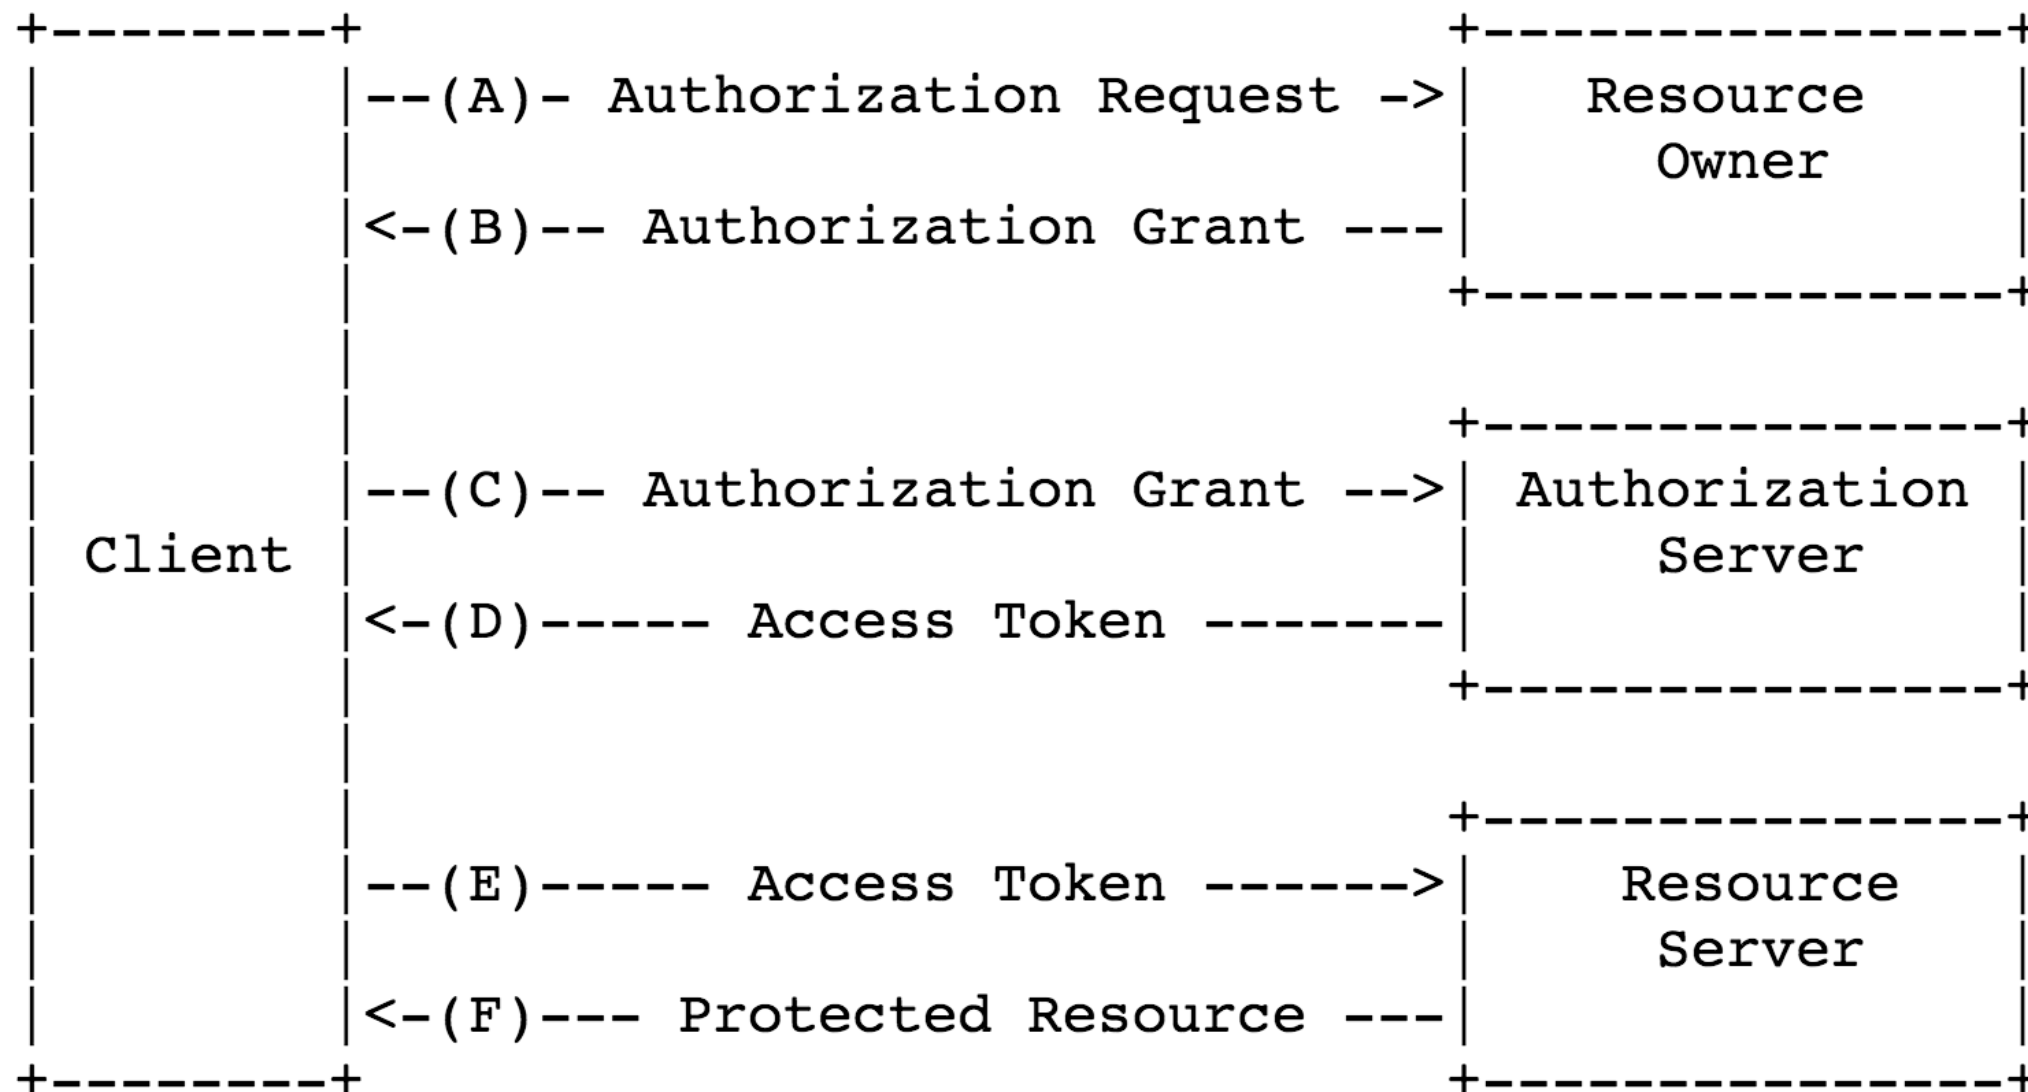 +--------+                               +---------------+
|        |--(A)- Authorization Request ->|   Resource    |
|        |                               |     Owner     |
|        |<-(B)-- Authorization Grant ---|               |
|        |                               +---------------+
|        |
|        |                               +---------------+
|        |--(C)-- Authorization Grant -->| Authorization |
| Client |                               |     Server    |
|        |<-(D)----- Access Token -------|               |
|        |                               +---------------+
|        |
|        |                               +---------------+
|        |--(E)----- Access Token ------>|    Resource   |
|        |                               |     Server    |
|        |<-(F)--- Protected Resource ---|               |
+--------+                               +---------------+